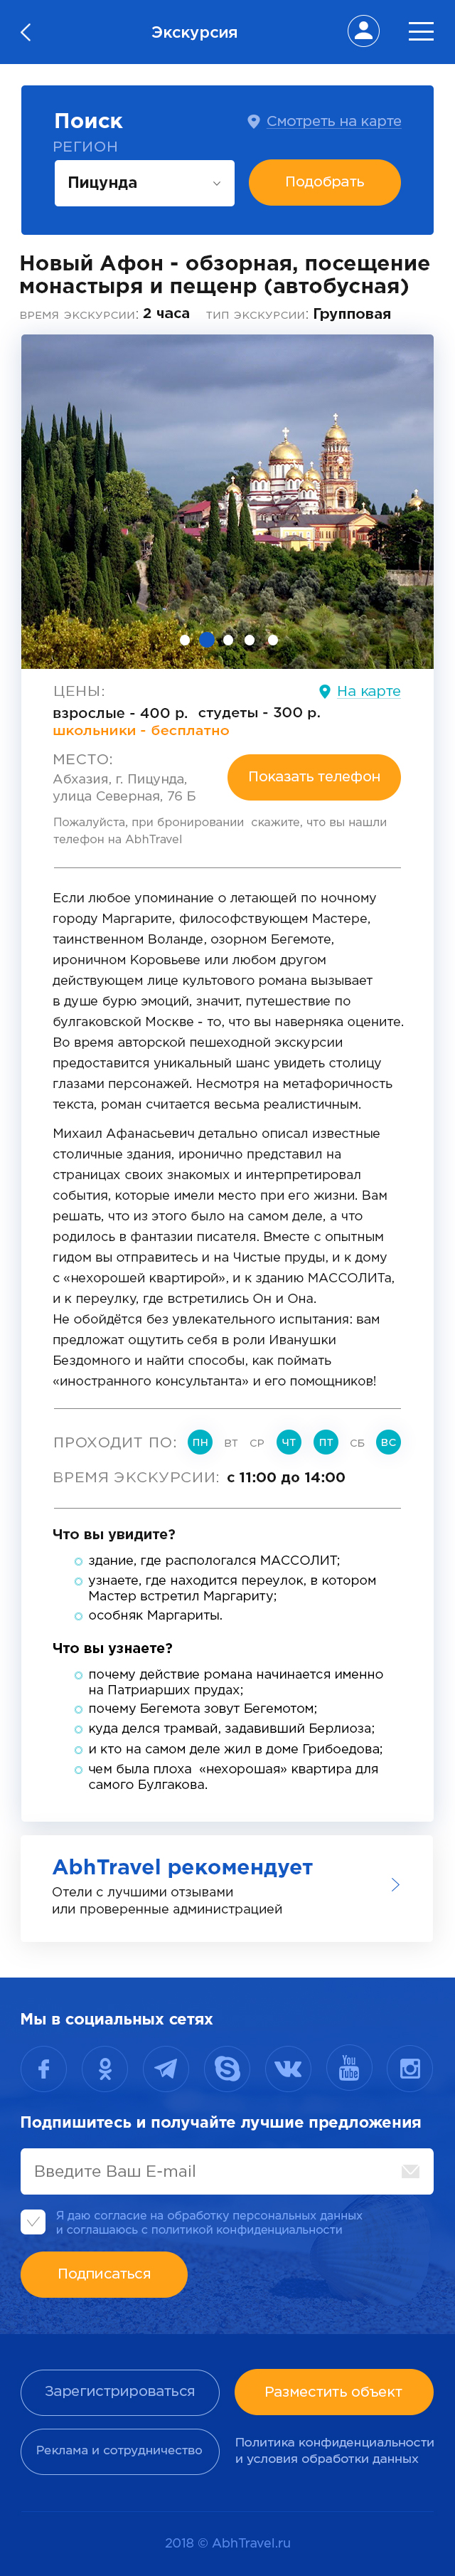 Экскурсия
Поиск
Смотреть на карте
РЕГИОН
Пицунда
Подобрать
Новый Афон - обзорная, посещение
монастыря и пещенр (автобусная)
ВРЕМЯ ЭКСКУРСИИ: 2 часа ТИП ЭКСКУРСИИ: Групповая
ЦЕНЫ:
На карте
взрослые - 400 р. студеты - 300 р.
школьники - бесплатно
МЕСТО:
Абхазия, г. Пицунда,
улица Северная, 76 Б
Показать телефон
Пожалуйста, при бронировании скажите, что вы нашли
телефон на AbhTravel
Если любое упоминание о летающей по ночному
городу Маргарите, философствующем Мастере,
таинственном Воланде, озорном Бегемоте,
ироничном Коровьеве или любом другом
действующем лице культового романа вызывает
в душе бурю эмоций, значит, путешествие по
булгаковской Москве - то, что вы наверняка оцените.
Во время авторской пешеходной экскурсии
предоставится уникальный шанс увидеть столицу
глазами персонажей. Несмотря на метафоричность
текста, роман считается весьма реалистичным.
Михаил Афанасьевич детально описал известные
столичные здания, иронично представил на
страницах своих знакомых и интерпретировал
события, которые имели место при его жизни. Вам
решать, что из этого было на самом деле, а что
родилось в фантазии писателя. Вместе с опытным
гидом вы отправитесь и на Чистые пруды, и к дому
с «нехорошей квартирой», и к зданию МАССОЛИТа,
и к переулку, где встретились Он и Она.
Не обойдётся без увлекательного испытания: вам
предложат ощутить себя в роли Иванушки
Бездомного и найти способы, как поймать
«иностранного консультанта» и его помощников!
ПРОХОДИТ ПО: ПН ВТ СР ЧТ ПТ СБ ВС
ВРЕМЯ ЭКСКУРСИИ: с 11:00 до 14:00
Что вы увидите?
здание, где распологался МАССОЛИТ;
узнаете, где находится переулок, в котором
Мастер встретил Маргариту;
особняк Маргариты.
Что вы узнаете?
почему действие романа начинается именно
на Патриарших прудах;
почему Бегемота зовут Бегемотом;
куда делся трамвай, задавивший Берлиоза;
и кто на самом деле жил в доме Грибоедова;
чем была плоха «нехорошая» квартира для
самого Булгакова.
AbhTravel рекомендует
Отели с лучшими отзывами
или проверенные администрацией
Мы в социальных сетях
You Tube
Подпишитесь и получайте лучшие предложения
Введите Ваш E-mail
Я даю согласие на обработку персональных данных
и соглашаюсь с политикой конфиденциальности
Подписаться
Зарегистрироваться
Разместить объект
Реклама и сотрудничество
Политика конфиденциальности
и условия обработки данных
2018 © AbhTravel.ru